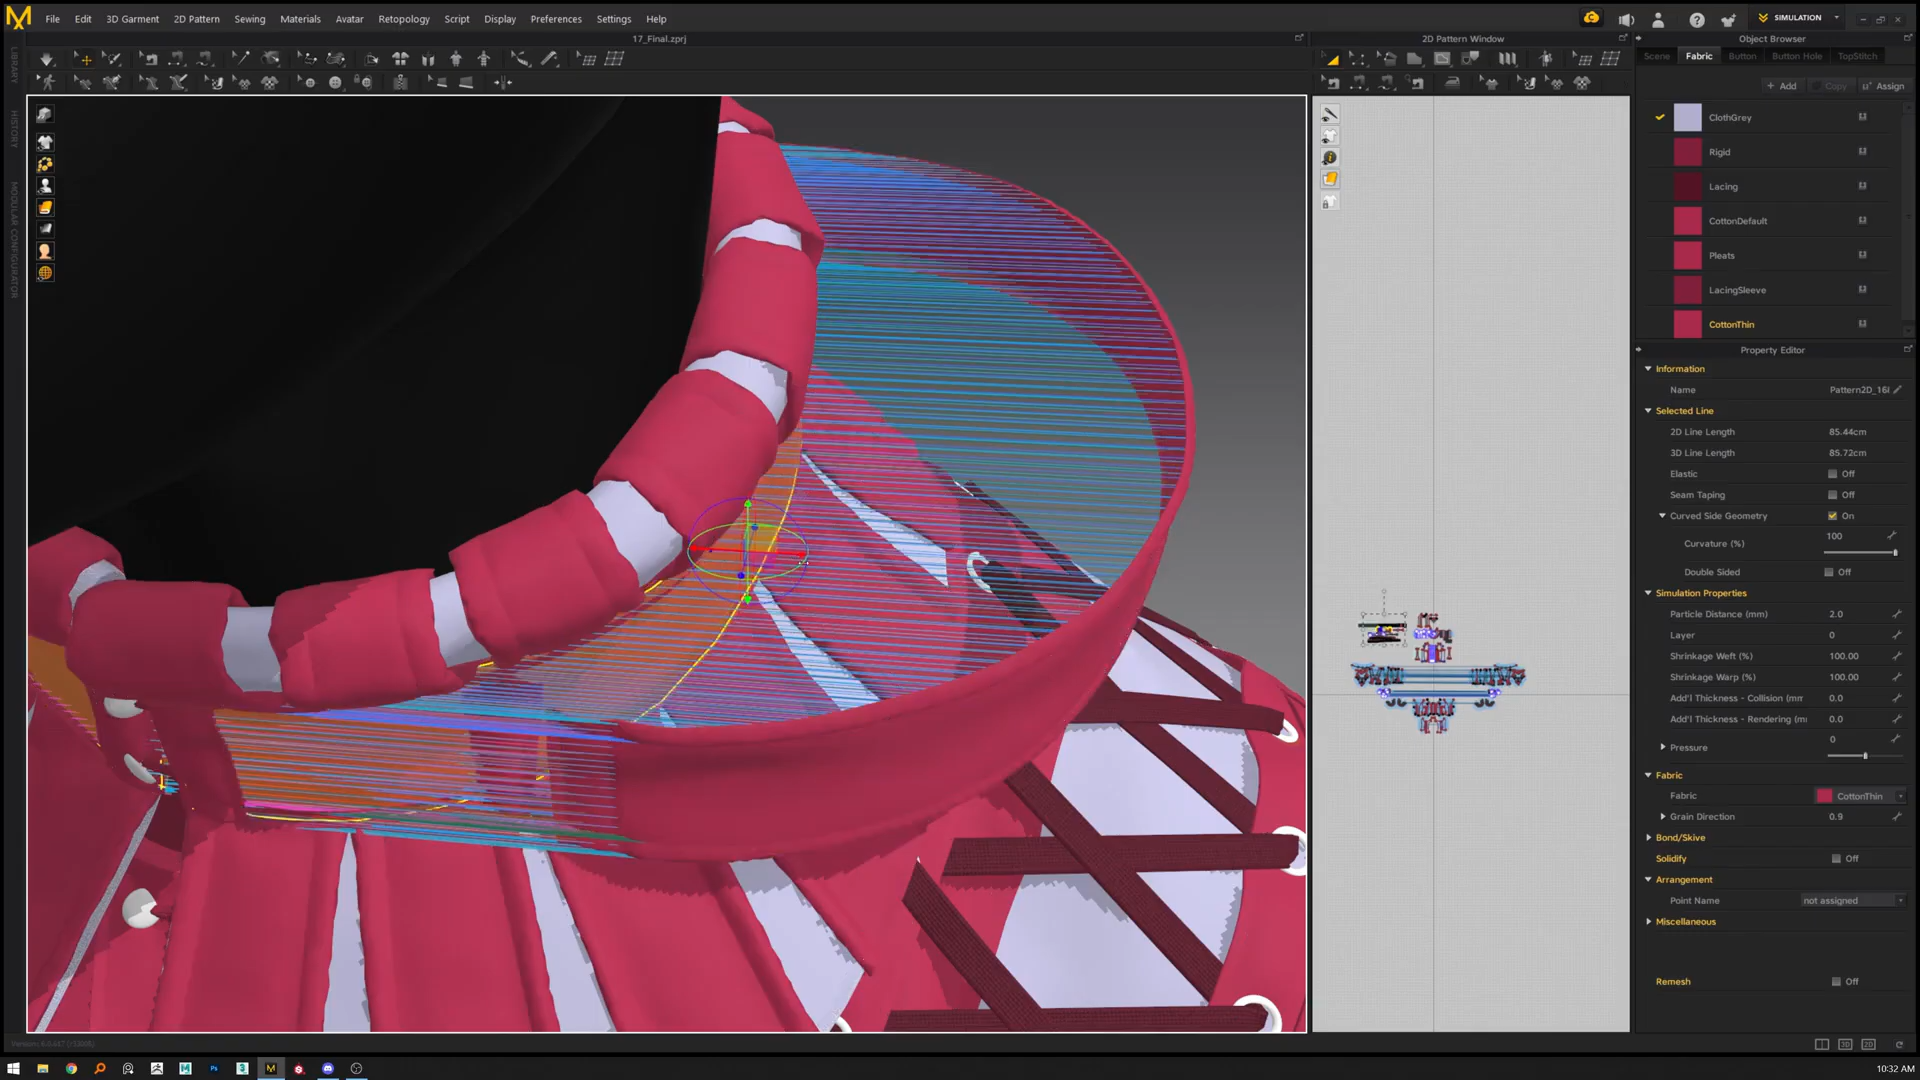 File Edit 3D Garment 2D Pattern Sewing Materials Avatar Retopology Script Display Preferences Settings Help
SIMULATION
17_Final.zprj
2D Pattern Window
Object Browser
Scene Fabric Button Button Hole TopStitch
+ Add Copy Assign
LIBRARY
HISTORY
MODULAR CONFIGURATOR
ClothGrey
Rigid
Lacing
CottonDefault
Pleats
LacingSleeve
CottonThin
Property Editor
Information
Name Pattern2D_16
Selected Line
2D Line Length 85.44cm
3D Line Length 85.72cm
Elastic Off
Seam Taping Off
Curved Side Geometry On
Curvature (%) 100
Double Sided Off
Simulation Properties
Particle Distance (mm) 2.0
Layer 0
Shrinkage Weft (%) 100.00
Shrinkage Warp (%) 100.00
Add'l Thickness - Collision (mm 0.0
Add'l Thickness - Rendering (m 0.0
Pressure 0
Fabric
Fabric CottonThin
Grain Direction 0.9
Bond/Skive
Solidify Off
Arrangement
Point Name not assigned
Miscellaneous
Remesh Off
3D 2D
10:32 AM